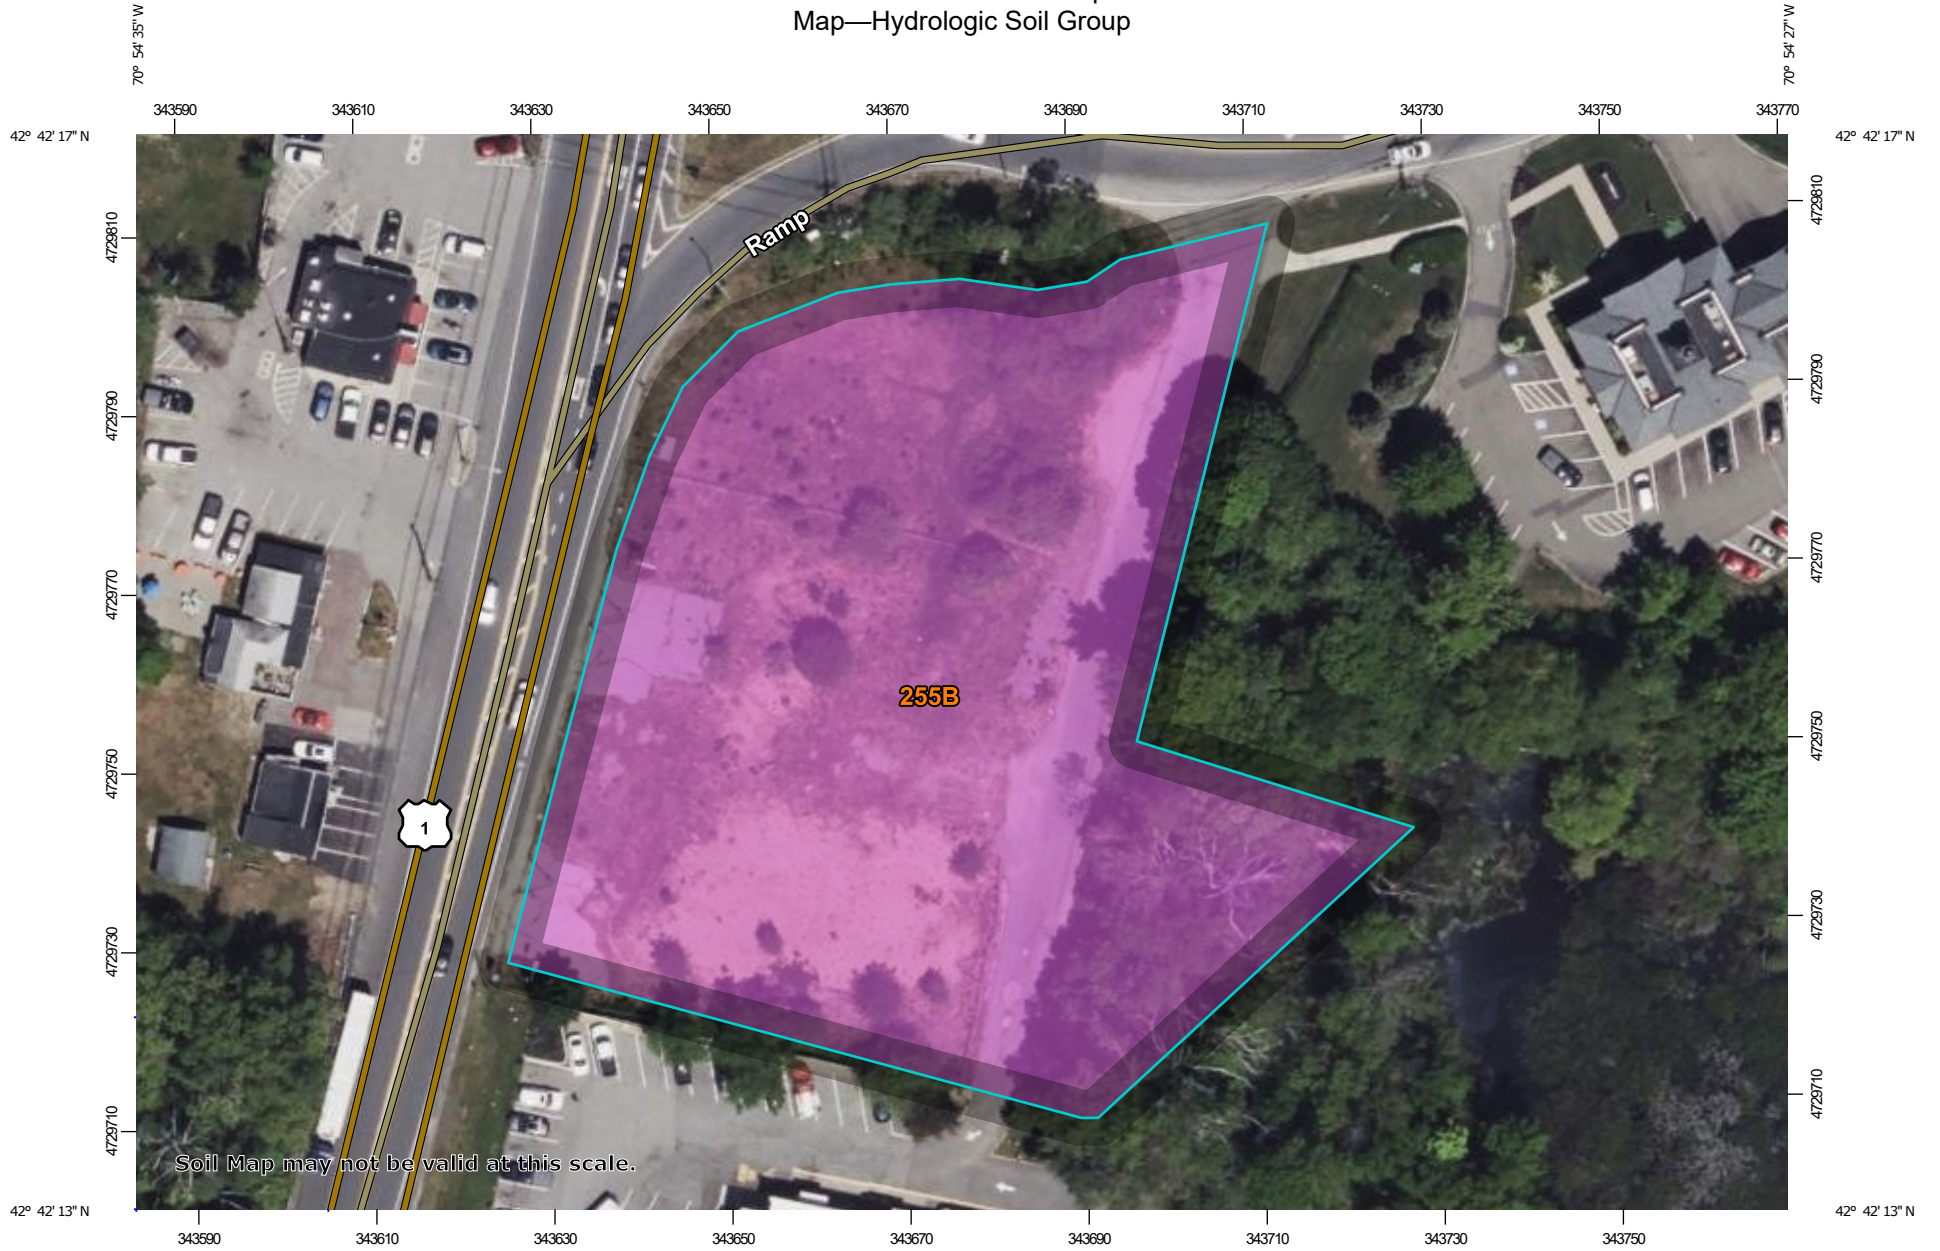 Map—Hydrologic Soil Group
70° 54' 35'' W
70° 54' 27'' W
343590 343610 343630 343650 343670 343690 343710 343730 343750 343770
42° 42' 17'' N
42° 42' 17'' N
4729810
4729810
Ramp
4729790
4729790
4729770
4729770
255B
4729750
4729750
1
4729730
4729730
4729710
4729710
Soil Map may not be valid at this scale.
42° 42' 13'' N
42° 42' 13'' N
343590 343610 343630 343650 343670 343690 343710 343730 343750